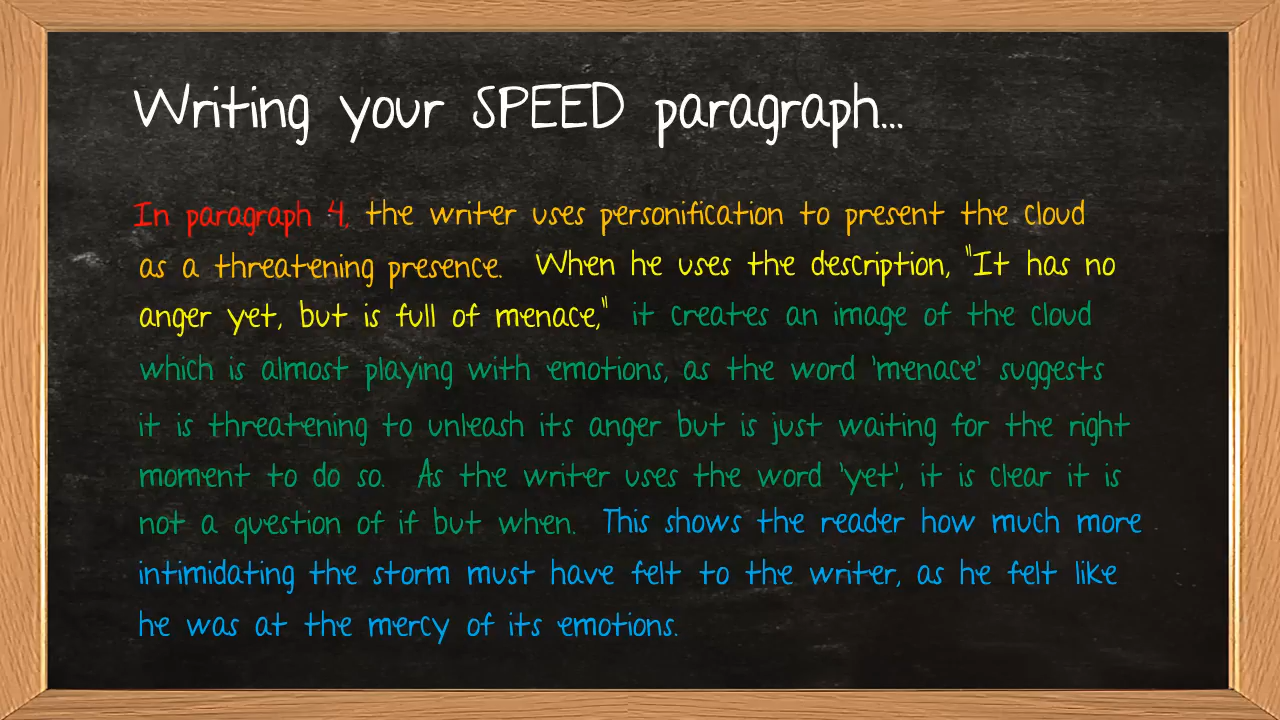 Writing your SPEED paragraph...
In paragraph 4, the writer uses personification to present the cloud
as a threatening presence. When he uses the description, "It has no
anger yet, but is full of menace," it creates an image of the cloud
which is almost playing with emotions, as the word 'menace' suggests
it is threatening to unleash its anger but is just waiting for the right
moment to do so. As the writer uses the word 'yet', it is clear it is
not a question of if but when. This shows the reader how much more
intimidating the storm must have felt to the writer, as he felt like
he was at the mercy of its emotions.